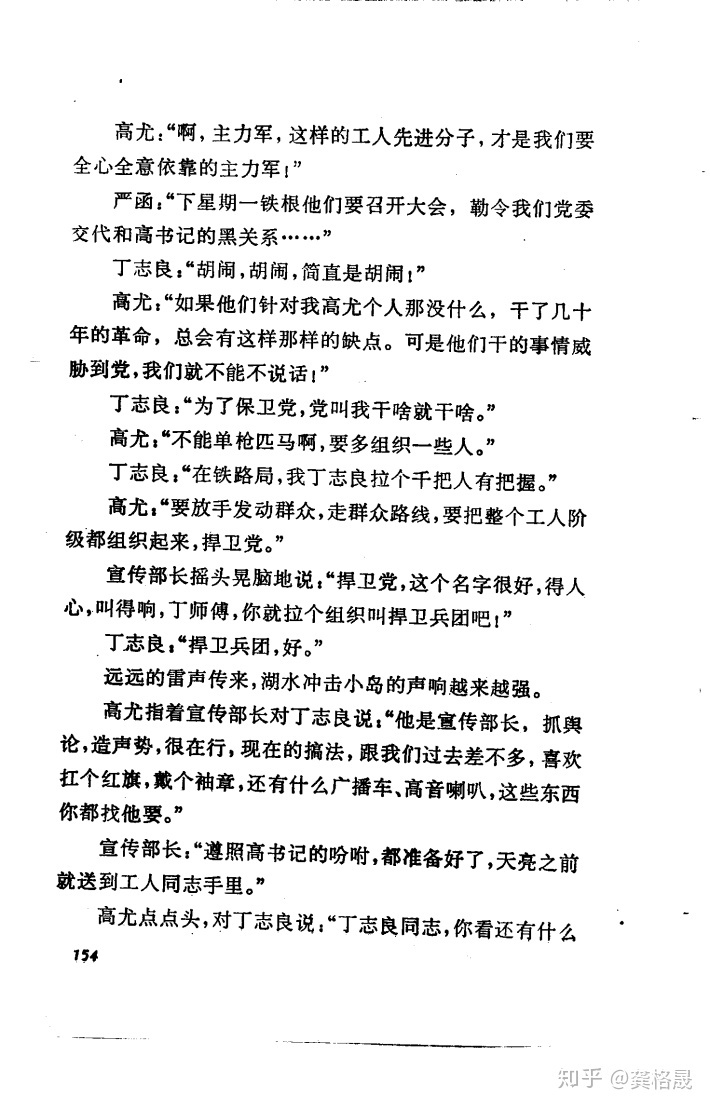 高尤：“啊，主力军，这样的工人先进分子，才是我们要
全心全意依靠的主力军！”
严函：“下星期一铁根他们要召开大会，勒令我们党委
交代和高书记的黑关系……”
丁志良：“胡闹，胡闹，简直是胡闹！”
高尤：“如果他们针对我高尤个人那没什么，干了几十
年的革命，总会有这样那样的缺点。可是他们干的事情威
胁到党，我们就不能不说话！”
丁志良：“为了保卫党，党叫我干啥就干啥。”
高尤：“不能单枪匹马啊，要多组织一些人。”
丁志良：“在铁路局，我丁志良拉个千把人有把握。”
高尤：“要放手发动群众，走群众路线，要把整个工人阶
级都组织起来，捍卫党。”
宣传部长摇头晃脑地说：“捍卫党，这个名字很好，得人
心，叫得响，丁师傅，你就拉个组织叫捍卫兵团吧！”
丁志良：“捍卫兵团，好。”
远远的雷声传来，湖水冲击小岛的声响越来越强。
高尤指着宣传部长对丁志良说：“他是宣传部长，抓舆
论，造声势，很在行，现在的搞法，跟我们过去差不多，喜欢
扛个红旗，戴个袖章，还有什么广播车、高音喇叭，这些东西
你都找他要。”
宣传部长：“遵照高书记的吩咐，都准备好了，天亮之前
就送到工人同志手里。”
高尤点点头，对丁志良说：“丁志良同志，你看还有什么
154
知乎 @龚格晟